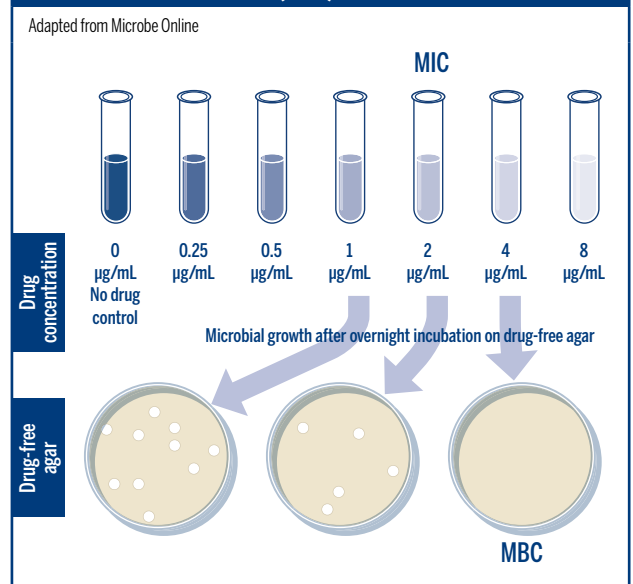 Adapted from Microbe Online
MIC
Drug
concentration
0
µg/mL
No drug
control
0.25
µg/mL
0.5
µg/mL
1
µg/mL
2
µg/mL
4
µg/mL
8
µg/mL
Microbial growth after overnight incubation on drug-free agar
Drug-free
agar
MBC